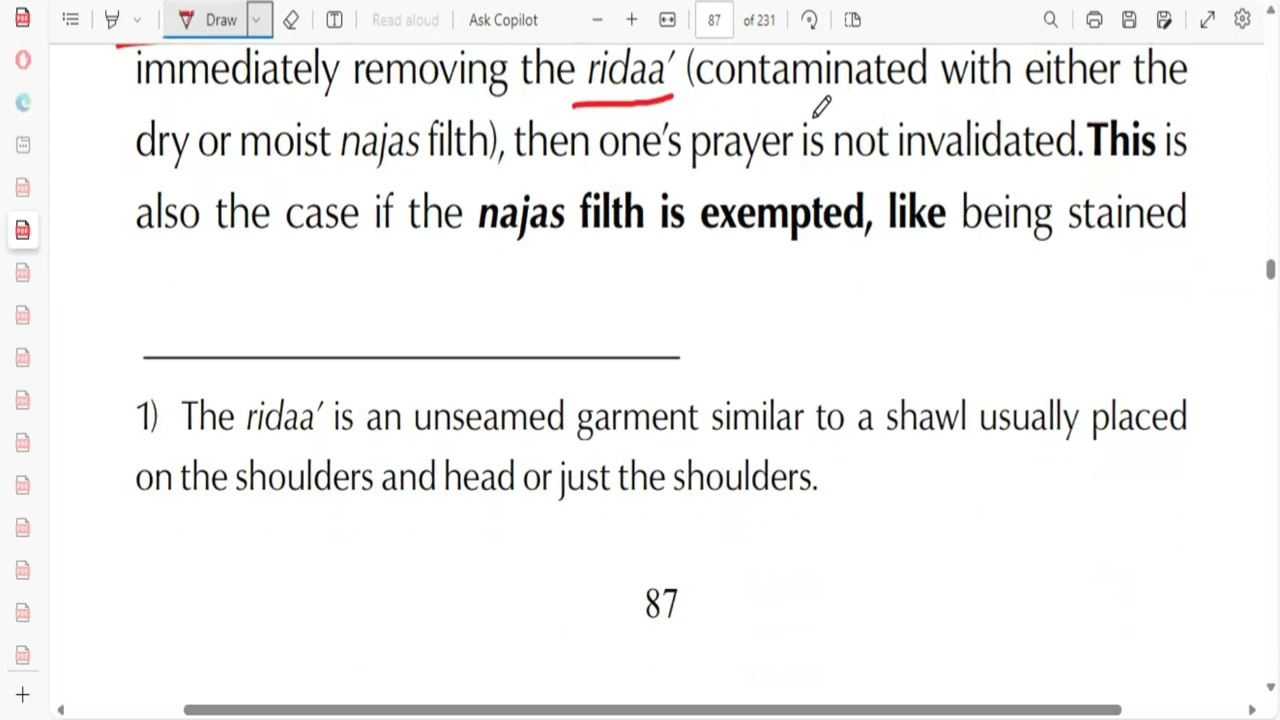 Draw
Read aloud
Ask Copilot
87
of 231
immediately removing the ridaa’ (contaminated with either the
dry or moist najas filth), then one’s prayer is not invalidated. This is
also the case if the najas filth is exempted, like being stained
1) The ridaa’ is an unseamed garment similar to a shawl usually placed
on the shoulders and head or just the shoulders.
87